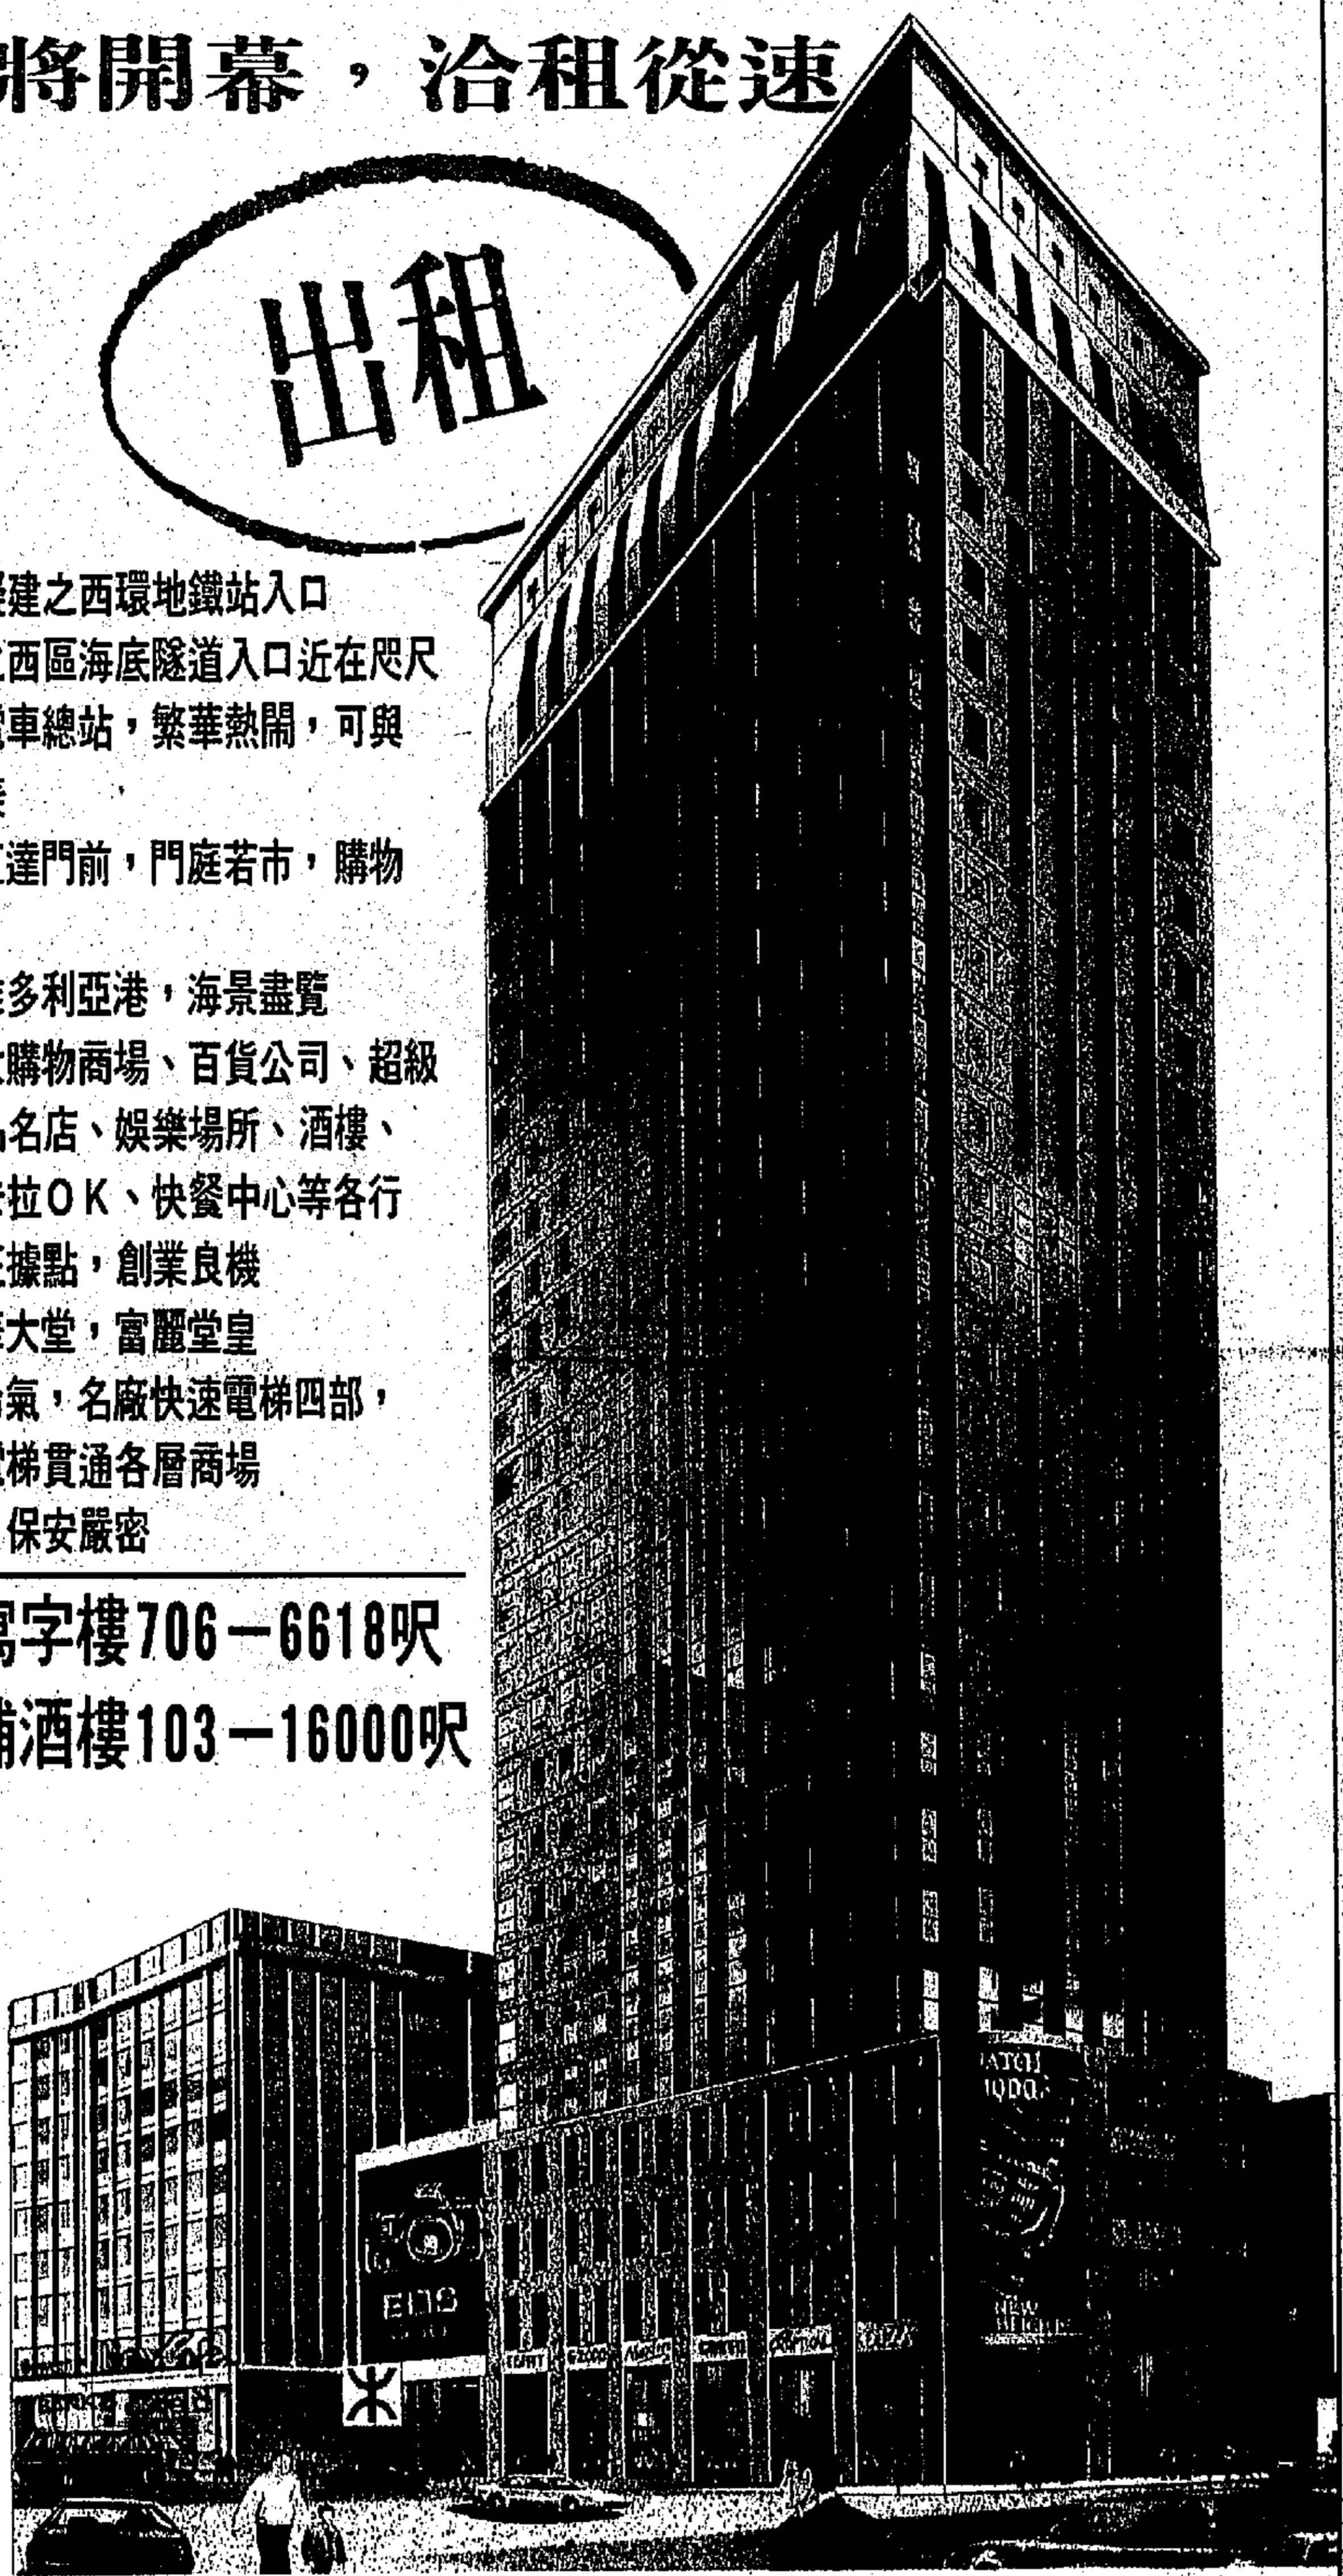 將開幕，洽租從速
出租
建之西環地鐵站入口
西區海底隧道入口近在咫尺
車總站，繁華熱鬧，可與
達門前，門庭若市，購物
多利亞港，海景盡覽
購物商場、百貨公司、超級
名店、娛樂場所、酒樓、
拉OK、快餐中心等各行
據點，創業良機
大堂，富麗堂皇
氣，名廠快速電梯四部，
梯貫通各層商場
保安嚴密
寫字樓706－6618呎
酒樓103－16000呎
EOS
NEW